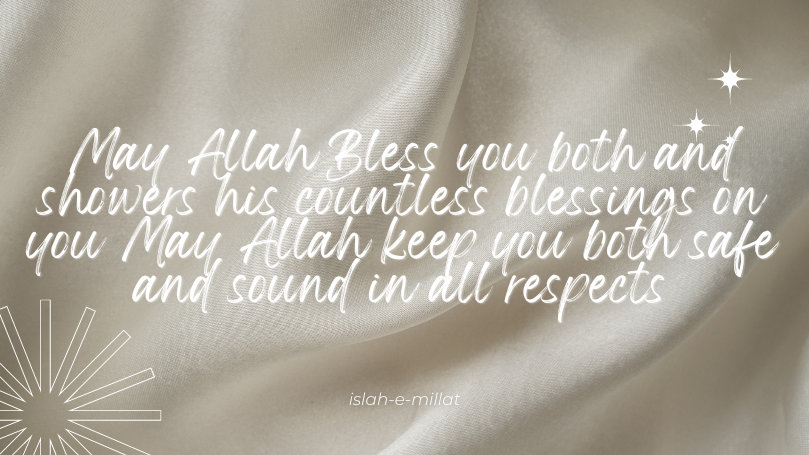 May Allah Bless you both and
showers his countless blessings on
you May Allah keep you both safe
and sound in all respects
islah-e-millat